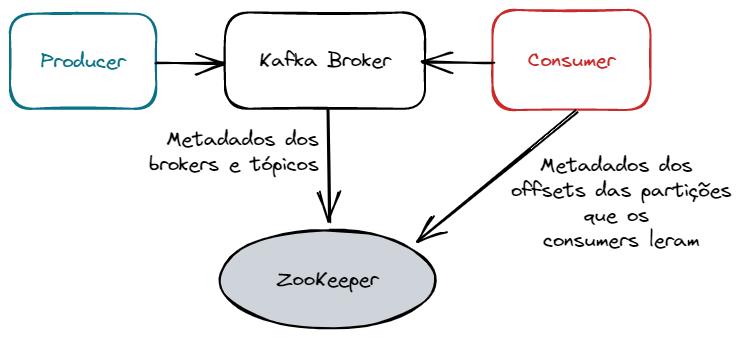 Producer
Kafka Broker
Consumer
Metadados dos
brokers e tópicos
Metadados dos
offsets das partições
que os
consumers leram
ZooKeeper